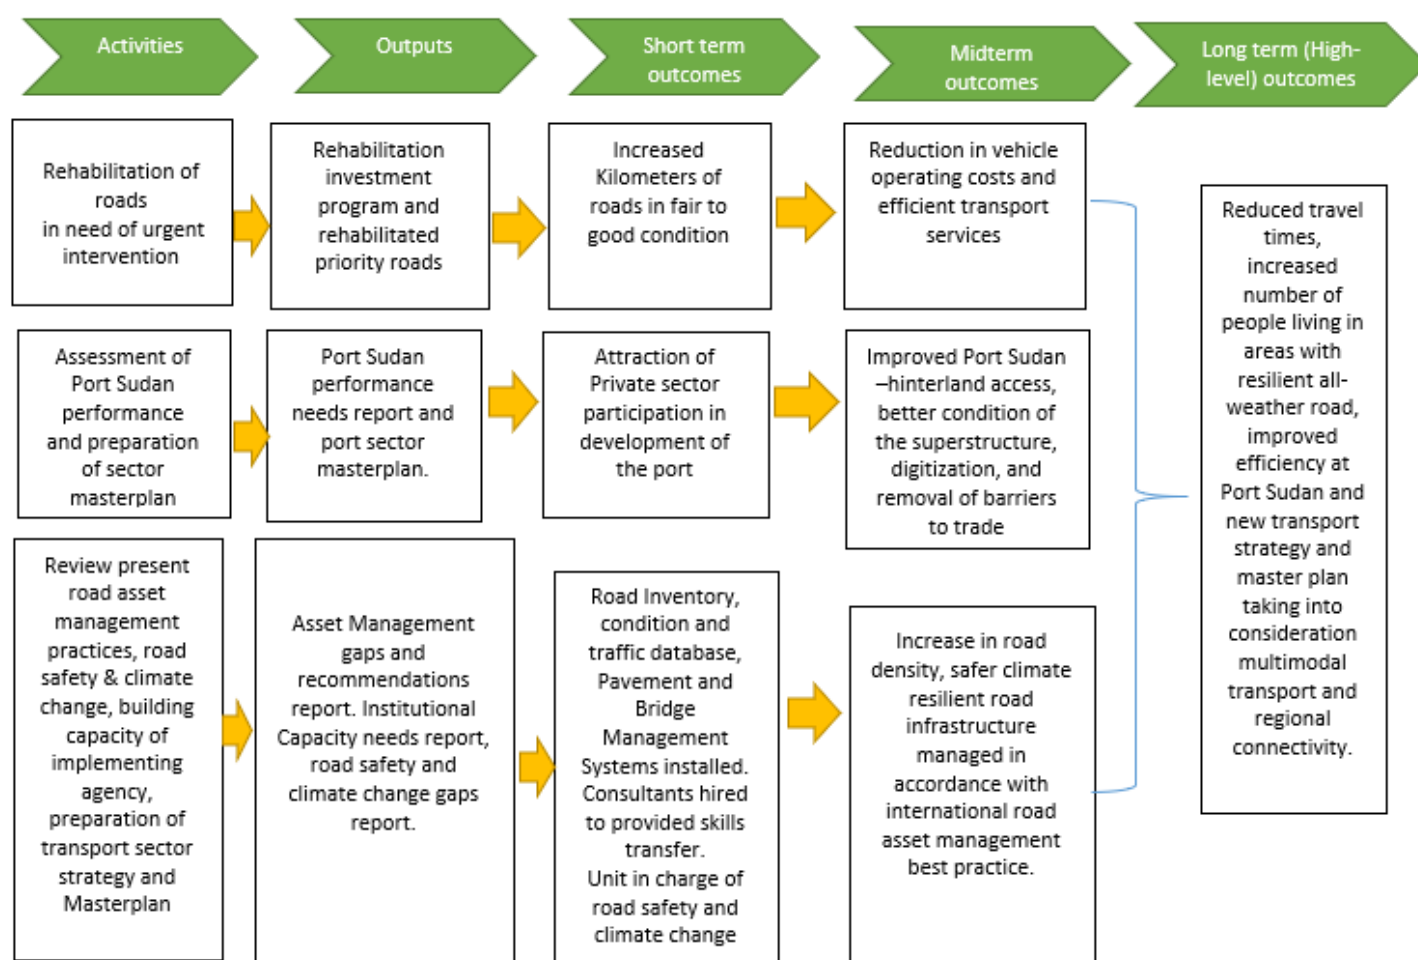 Activities
Outputs
Short term
outcomes
Midterm
outcomes
Long term (High-
level) outcomes
Rehabilitation of
roads
in need of urgent
intervention
Rehabilitation
investment
program and
rehabilitated
priority roads
Increased
Kilometers of
roads in fair to
good condition
Reduction in vehicle
operating costs and
efficient transport
services
Assessment of
Port Sudan
performance
and preparation
of sector
masterplan
Port Sudan
performance
needs report and
port sector
masterplan.
Attraction of
Private sector
participation in
development of
the port
Improved Port Sudan
–hinterland access,
better condition of
the superstructure,
digitization, and
removal of barriers
to trade
Review present
road asset
management
practices, road
safety & climate
change, building
capacity of
implementing
agency,
preparation of
transport sector
strategy and
Masterplan
Asset Management
gaps and
recommendations
report. Institutional
Capacity needs report,
road safety and
climate change gaps
report.
Road Inventory,
condition and
traffic database,
Pavement and
Bridge
Management
Systems installed.
Consultants hired
to provided skills
transfer.
Unit in charge of
road safety and
climate change
Increase in road
density, safer climate
resilient road
infrastructure
managed in
accordance with
international road
asset management
best practice.
Reduced travel
times,
increased
number of
people living in
areas with
resilient all-
weather road,
improved
efficiency at
Port Sudan and
new transport
strategy and
master plan
taking into
consideration
multimodal
transport and
regional
connectivity.